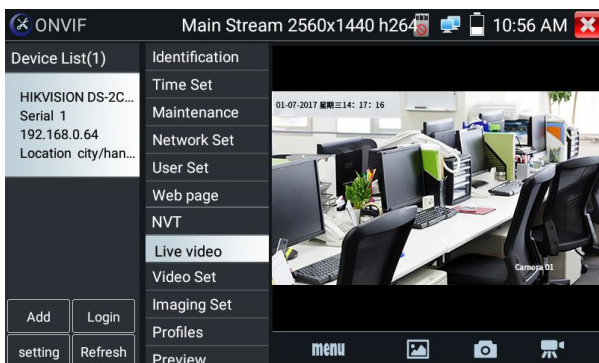 ONVIF
Main Stream 2560x1440 h264
10:56 AM
Device List(1)
HIKVISION DS-2C...
Serial 1
192.168.0.64
Location city/han...
Add
Login
setting
Refresh
Identification
Time Set
Maintenance
Network Set
User Set
Web page
NVT
Live video
Video Set
Imaging Set
Profiles
Preview
01-07-2017 星期三14：17：16
Camera 01
menu